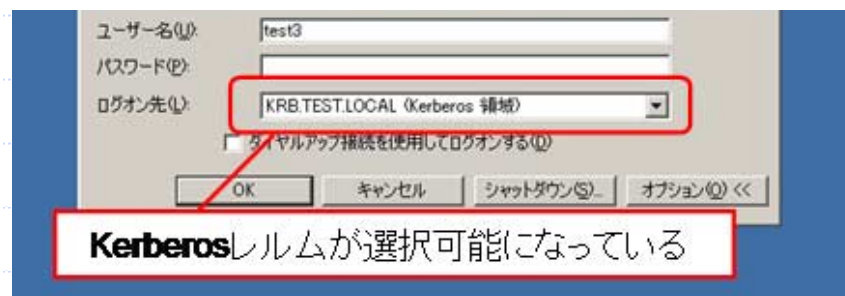 ユーザー名(U): test3
パスワード(P):
ログオン先(L): KRB.TEST.LOCAL (Kerberos 領域)
ダイヤルアップ接続を使用してログオンする(D)
OK キャンセル シャットダウン(S)... オプション(O) <<
Kerberosレルムが選択可能になっている